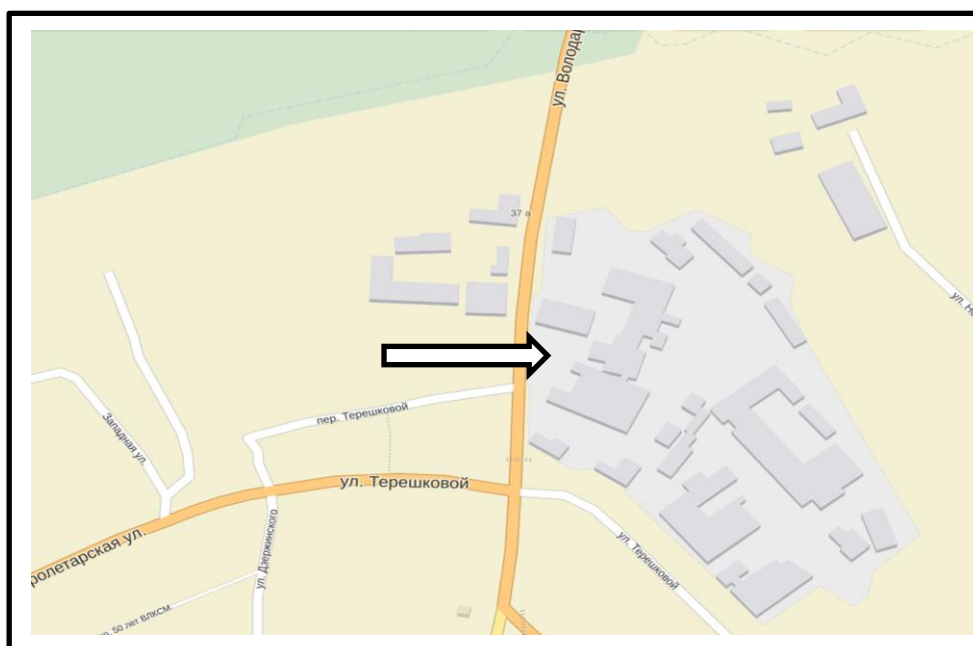 ул. Володар
37 а
ул. Но
пер. Терешковой
Западная ул.
ул. Терешковой
ул. Терешковой
ул. Дзержинского
ролетарская ул.
50 лет ВЛКСМ